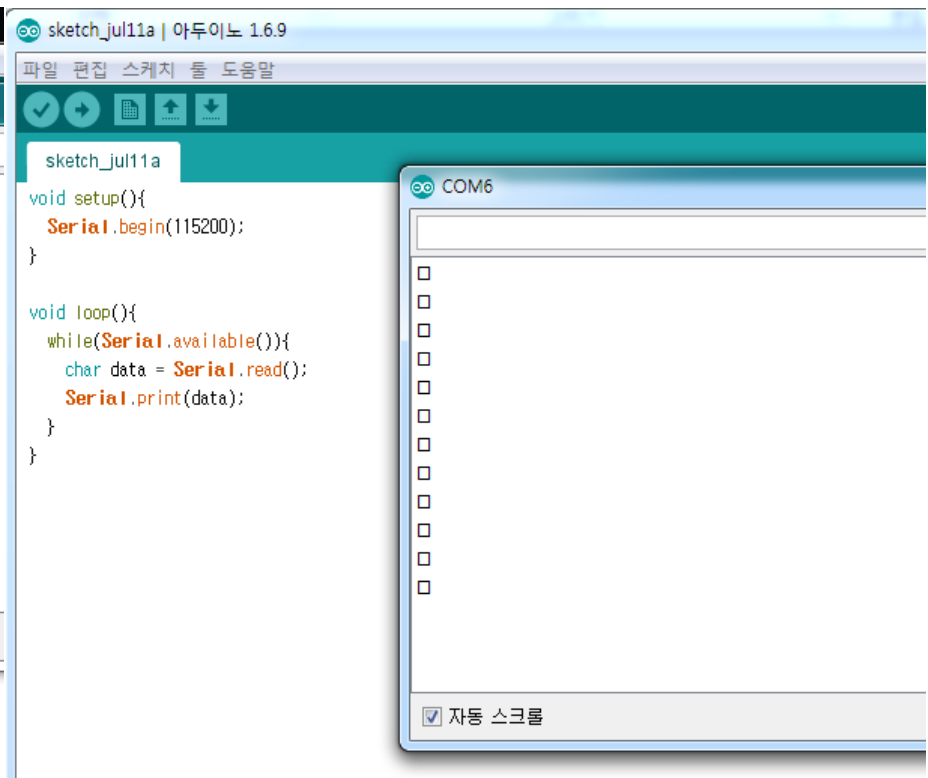 sketch_jul11a | 아두이노 1.6.9
파일 편집 스케치 툴 도움말
sketch_jul11a
void setup(){
  Serial.begin(115200);
}

void loop(){
  while(Serial.available()){
    char data = Serial.read();
    Serial.print(data);
  }
}
COM6
□
□
□
□
□
□
□
□
□
□
□
□
자동 스크롤